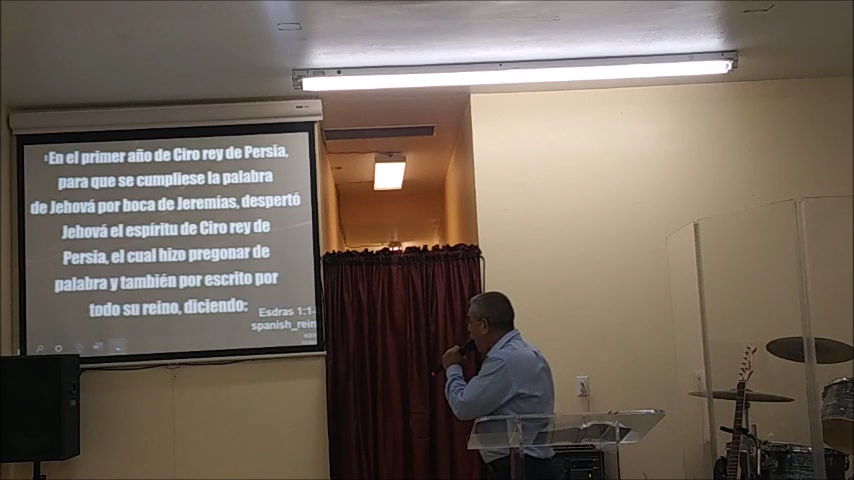 1En el primer año de Ciro rey de Persia,
para que se cumpliese la palabra
de Jehová por boca de Jeremías, despertó
Jehová el espíritu de Ciro rey de
Persia, el cual hizo pregonar de
palabra y también por escrito por
todo su reino, diciendo:
Esdras 1:1-
spanish_rein